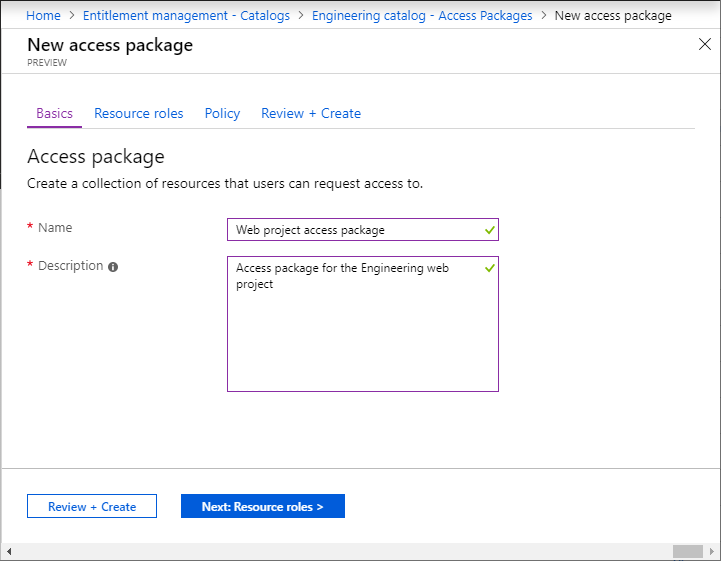 Home > Entitlement management - Catalogs > Engineering catalog - Access Packages > New access package
New access package
PREVIEW
Basics Resource roles Policy Review + Create
Access package
Create a collection of resources that users can request access to.
* Name
Web project access package
* Description
Access package for the Engineering web
project
Review + Create
Next: Resource roles >